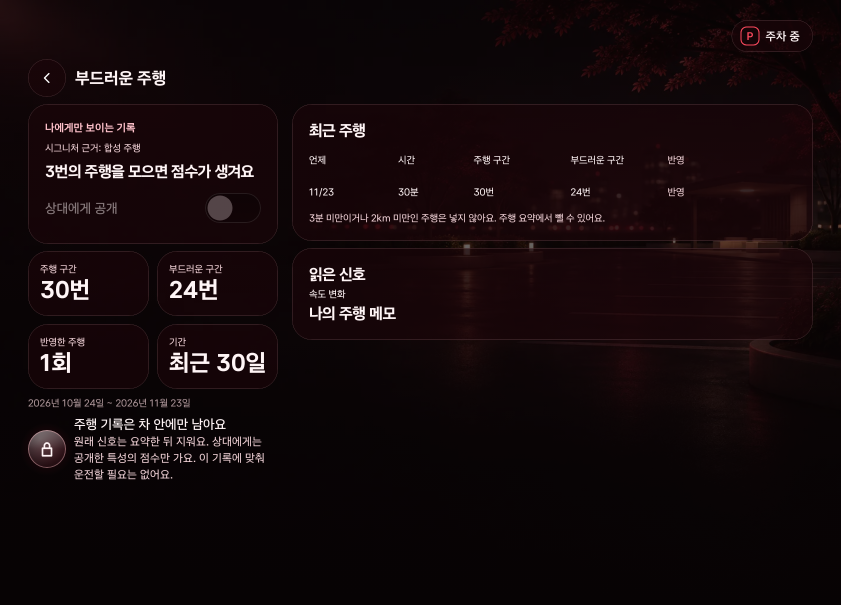 P 주차 중
부드러운 주행
나에게만 보이는 기록
시그니처 근거: 합성 주행
3번의 주행을 모으면 점수가 생겨요
상대에게 공개
주행 구간
30번
부드러운 구간
24번
반영한 주행
1회
기간
최근 30일
2026년 10월 24일 ~ 2026년 11월 23일
주행 기록은 차 안에만 남아요
원래 신호는 요약한 뒤 지워요. 상대에게는
공개한 특성의 점수만 가요. 이 기록에 맞춰
운전할 필요는 없어요.
최근 주행
언제 시간 주행 구간 부드러운 구간 반영
11/23 30분 30번 24번 반영
3분 미만이거나 2km 미만인 주행은 넣지 않아요. 주행 요약에서 뺄 수 있어요.
읽은 신호
속도 변화
나의 주행 메모